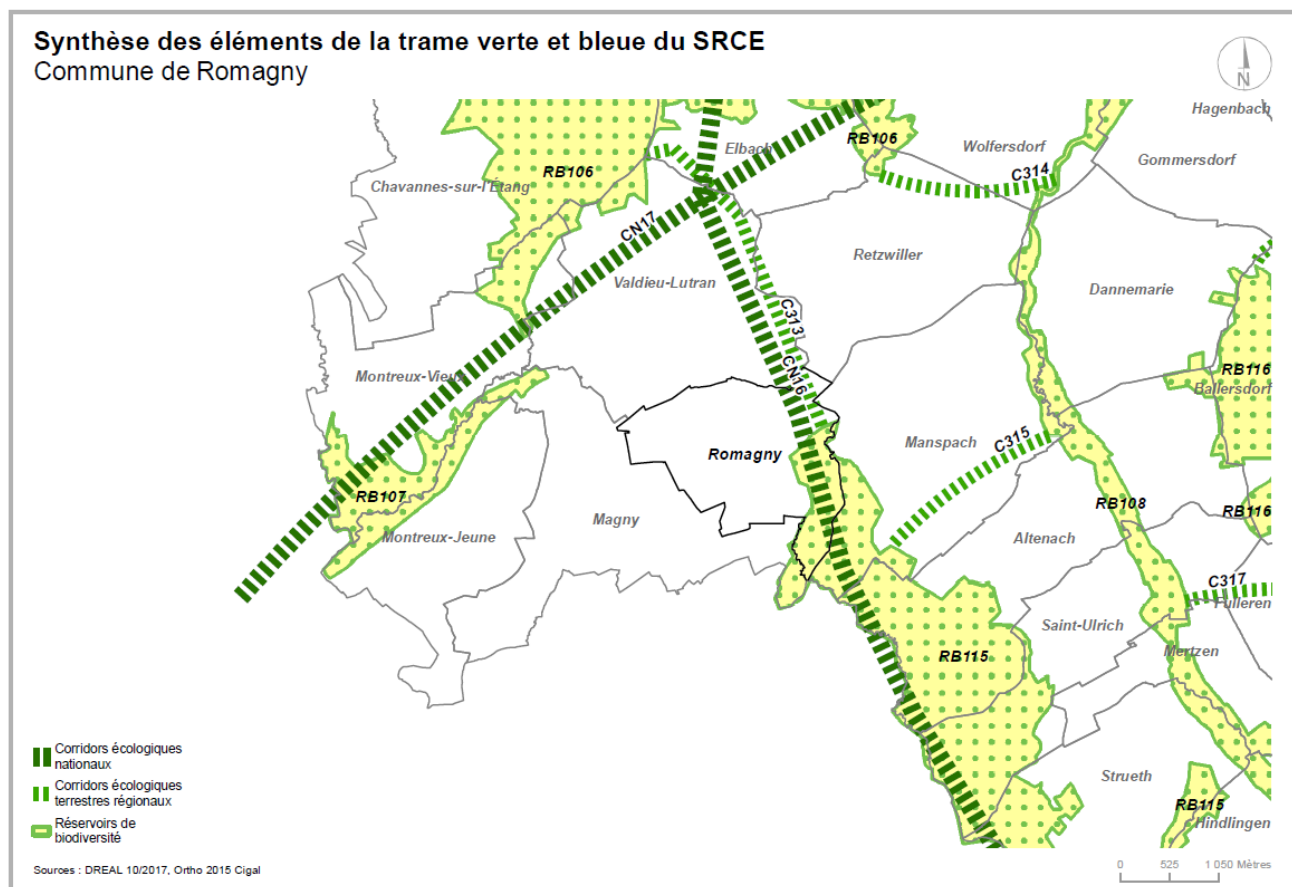 Synthèse des éléments de la trame verte et bleue du SRCE
Commune de Romagny
N
Hagenbach
RB106
Elbach
Wolfersdorf
Gommersdorf
RB106
C314
Chavannes-sur-l'Étang
CN17
Retzwiller
Valdieu-Lutran
Dannemarie
C313
CN16
Montreux-Vieux
RB116
Ballersdorf
Romagny
Manspach
C315
RB107
RB108
RB116
Magny
Montreux-Jeune
Altenach
C317
Fulleren
Saint-Ulrich
Mertzen
RB115
Strueth
RB115
Hindlingen
Corridors écologiques
nationaux
Corridors écologiques
terrestres régionaux
Réservoirs de
biodiversité
Sources : DREAL 10/2017, Ortho 2015 Cigal
0 525 1 050 Mètres